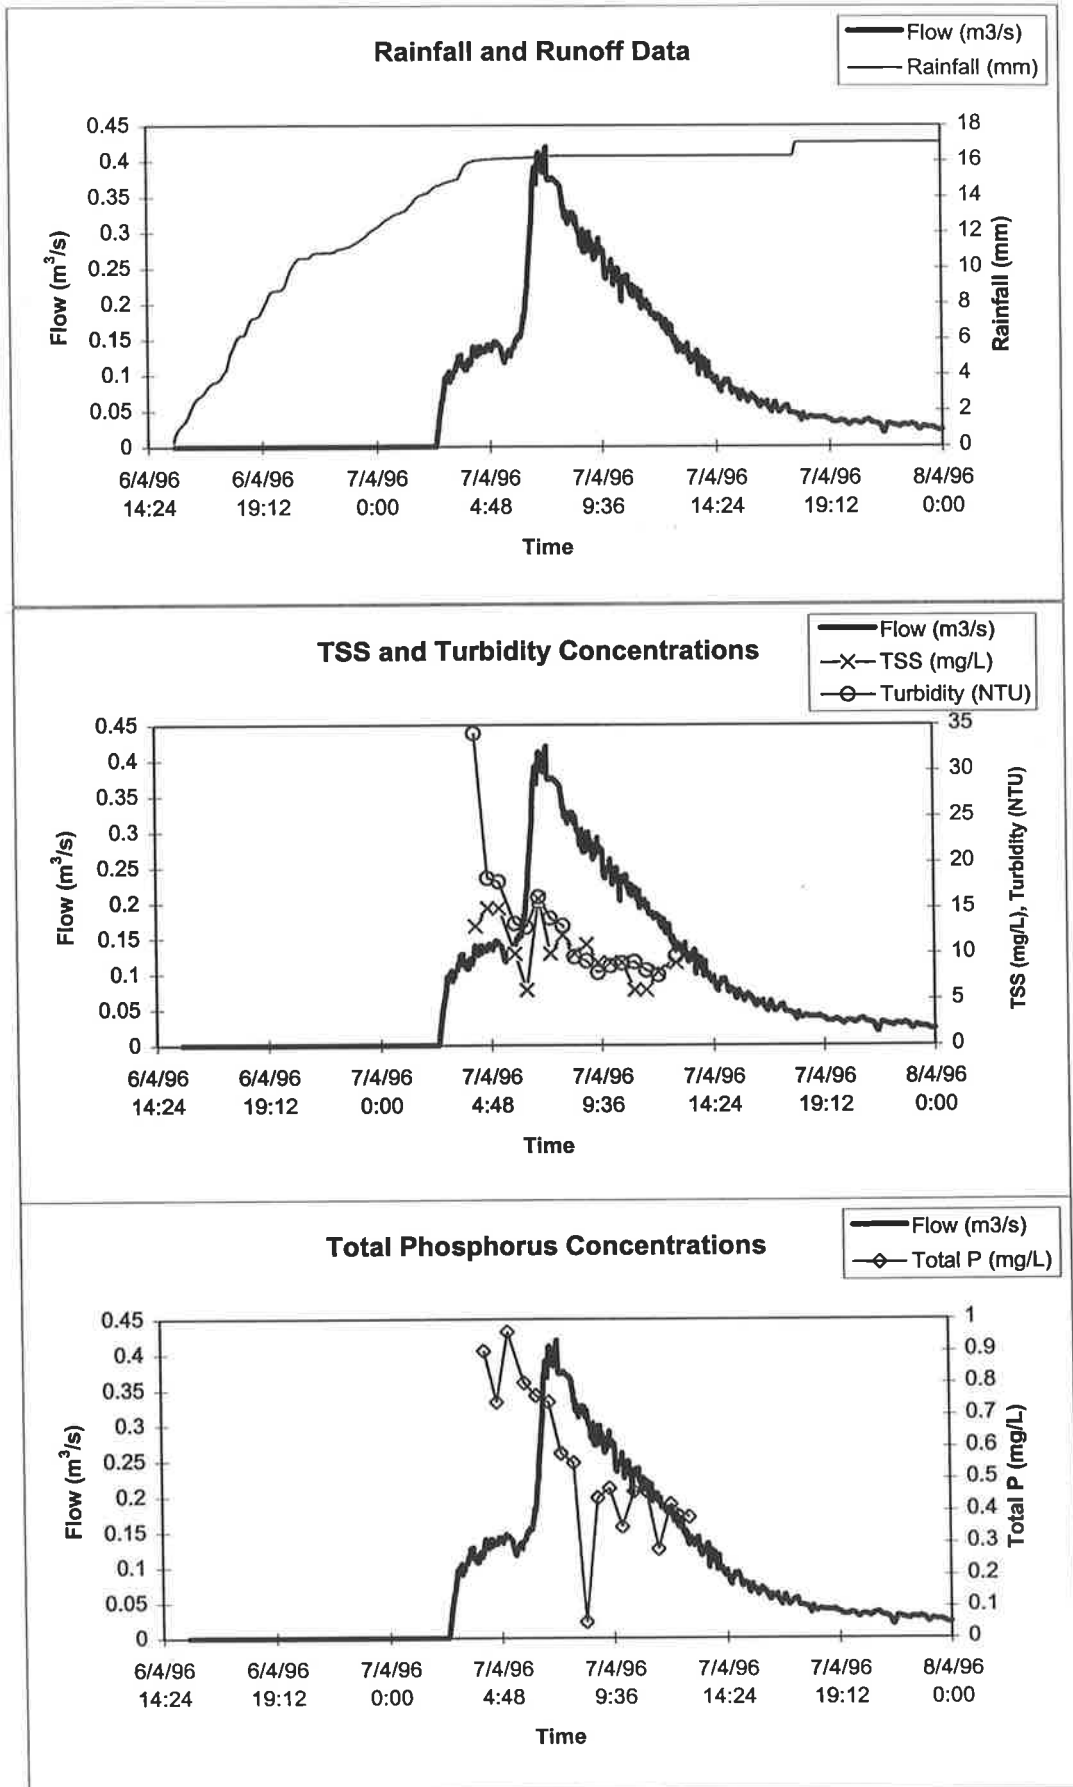 Rainfall and Runoff Data
Flow (m3/s)
Rainfall (mm)
0.45
0.4
0.35
0.3
0.25
0.2
0.15
0.1
0.05
0
Flow (m³/s)
18
16
14
12
10
8
6
4
2
0
Rainfall (mm)
6/4/96 6/4/96 7/4/96 7/4/96 7/4/96 7/4/96 7/4/96 8/4/96
14:24 19:12 0:00 4:48 9:36 14:24 19:12 0:00
Time
TSS and Turbidity Concentrations
Flow (m3/s)
TSS (mg/L)
Turbidity (NTU)
0.45
0.4
0.35
0.3
0.25
0.2
0.15
0.1
0.05
0
Flow (m³/s)
35
30
25
20
15
10
5
0
TSS (mg/L), Turbidity (NTU)
6/4/96 6/4/96 7/4/96 7/4/96 7/4/96 7/4/96 7/4/96 8/4/96
14:24 19:12 0:00 4:48 9:36 14:24 19:12 0:00
Time
Total Phosphorus Concentrations
Flow (m3/s)
Total P (mg/L)
0.45
0.4
0.35
0.3
0.25
0.2
0.15
0.1
0.05
0
Flow (m³/s)
1
0.9
0.8
0.7
0.6
0.5
0.4
0.3
0.2
0.1
0
Total P (mg/L)
6/4/96 6/4/96 7/4/96 7/4/96 7/4/96 7/4/96 7/4/96 8/4/96
14:24 19:12 0:00 4:48 9:36 14:24 19:12 0:00
Time